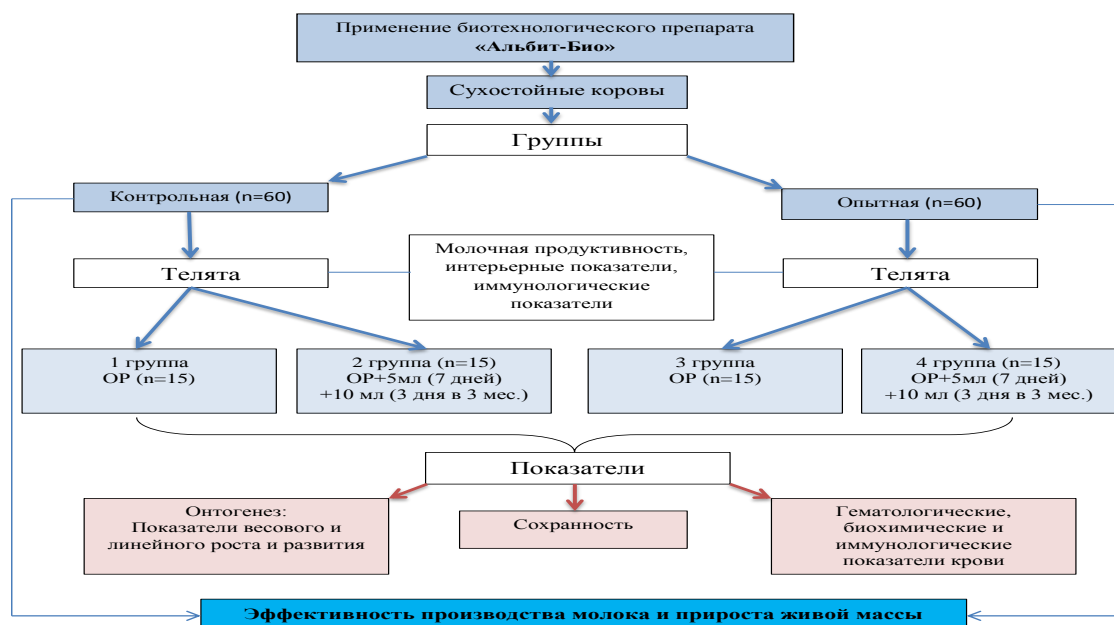 Применение биотехнологического препарата
«Альбит-Био»
Сухостойные коровы
Группы
Контрольная (n=60)
Опытная (n=60)
Телята
Молочная продуктивность,
интерьерные показатели,
иммунологические
показатели
Телята
1 группа
ОР (n=15)
2 группа (n=15)
ОР+5мл (7 дней)
+10 мл (3 дня в 3 мес.)
3 группа
ОР (n=15)
4 группа (n=15)
ОР+5мл (7 дней)
+10 мл (3 дня в 3 мес.)
Показатели
Онтогенез:
Показатели весового и
линейного роста и развития
Сохранность
Гематологические,
биохимические и
иммунологические
показатели крови
Эффективность производства молока и прироста живой массы